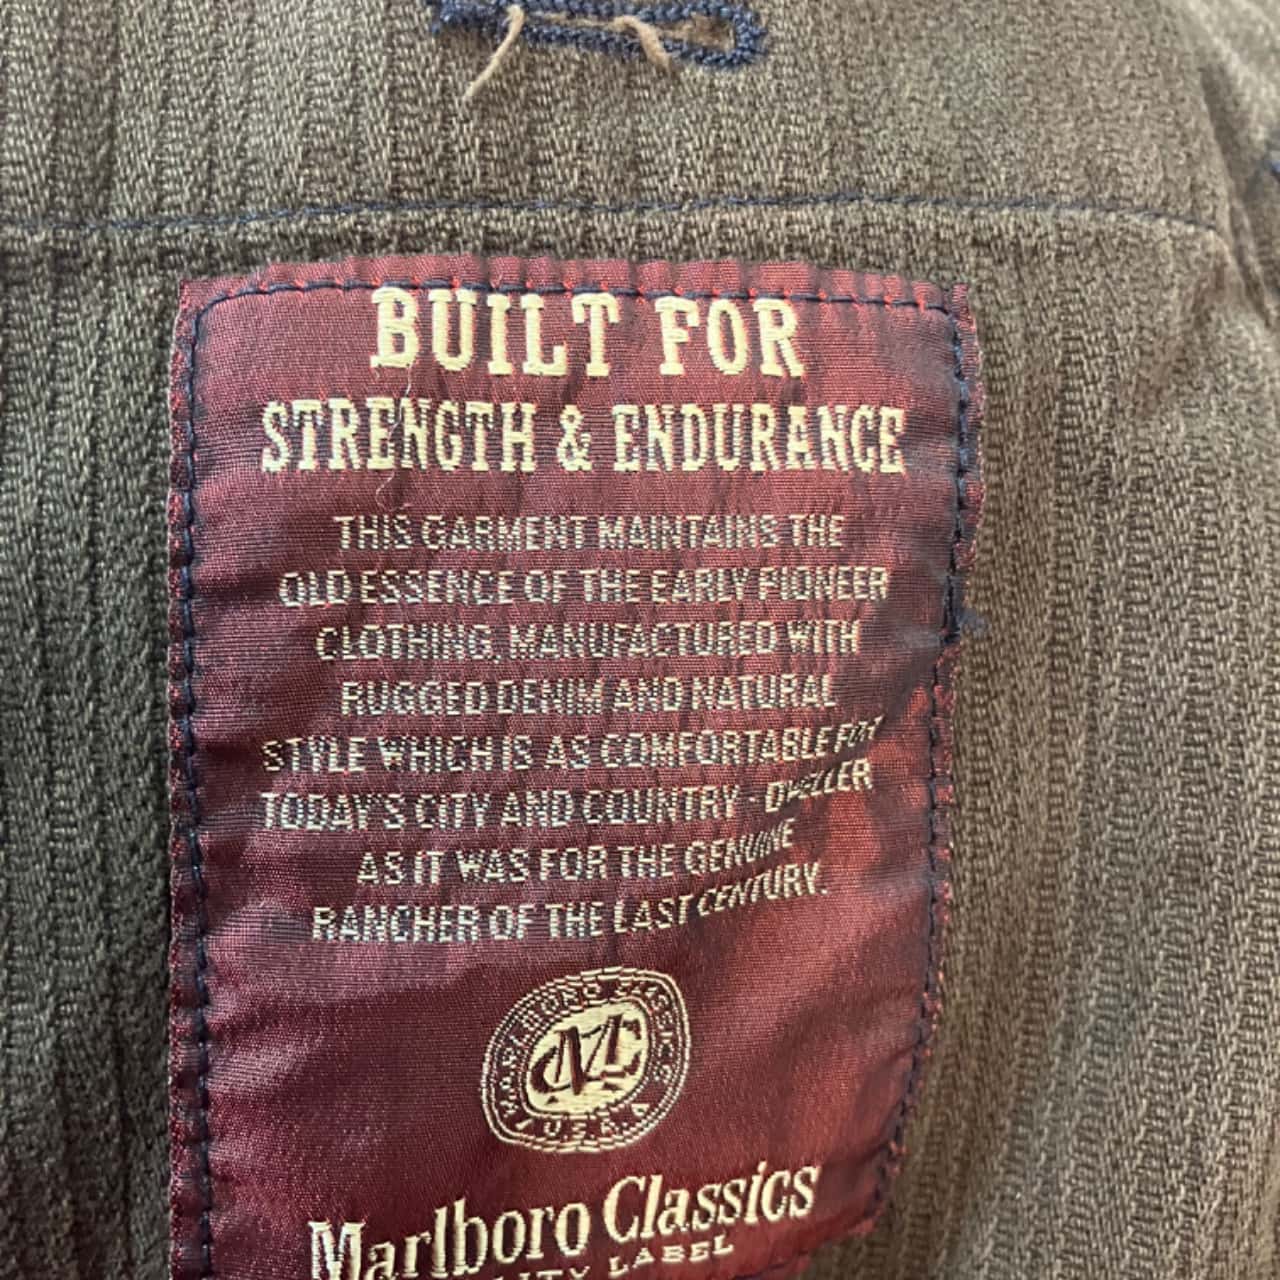 BUILT FOR
STRENGTH & ENDURANCE
THIS GARMENT MAINTAINS THE
OLD ESSENCE OF THE EARLY PIONEER
CLOTHING, MANUFACTURED WITH
RUGGED DENIM AND NATURAL
STYLE WHICH IS AS COMFORTABLE FOR
TODAY'S CITY AND COUNTRY - DWELLER
AS IT WAS FOR THE GENUINE
RANCHER OF THE LAST CENTURY.
MC
U.S.A
Marlboro Classics
LABEL